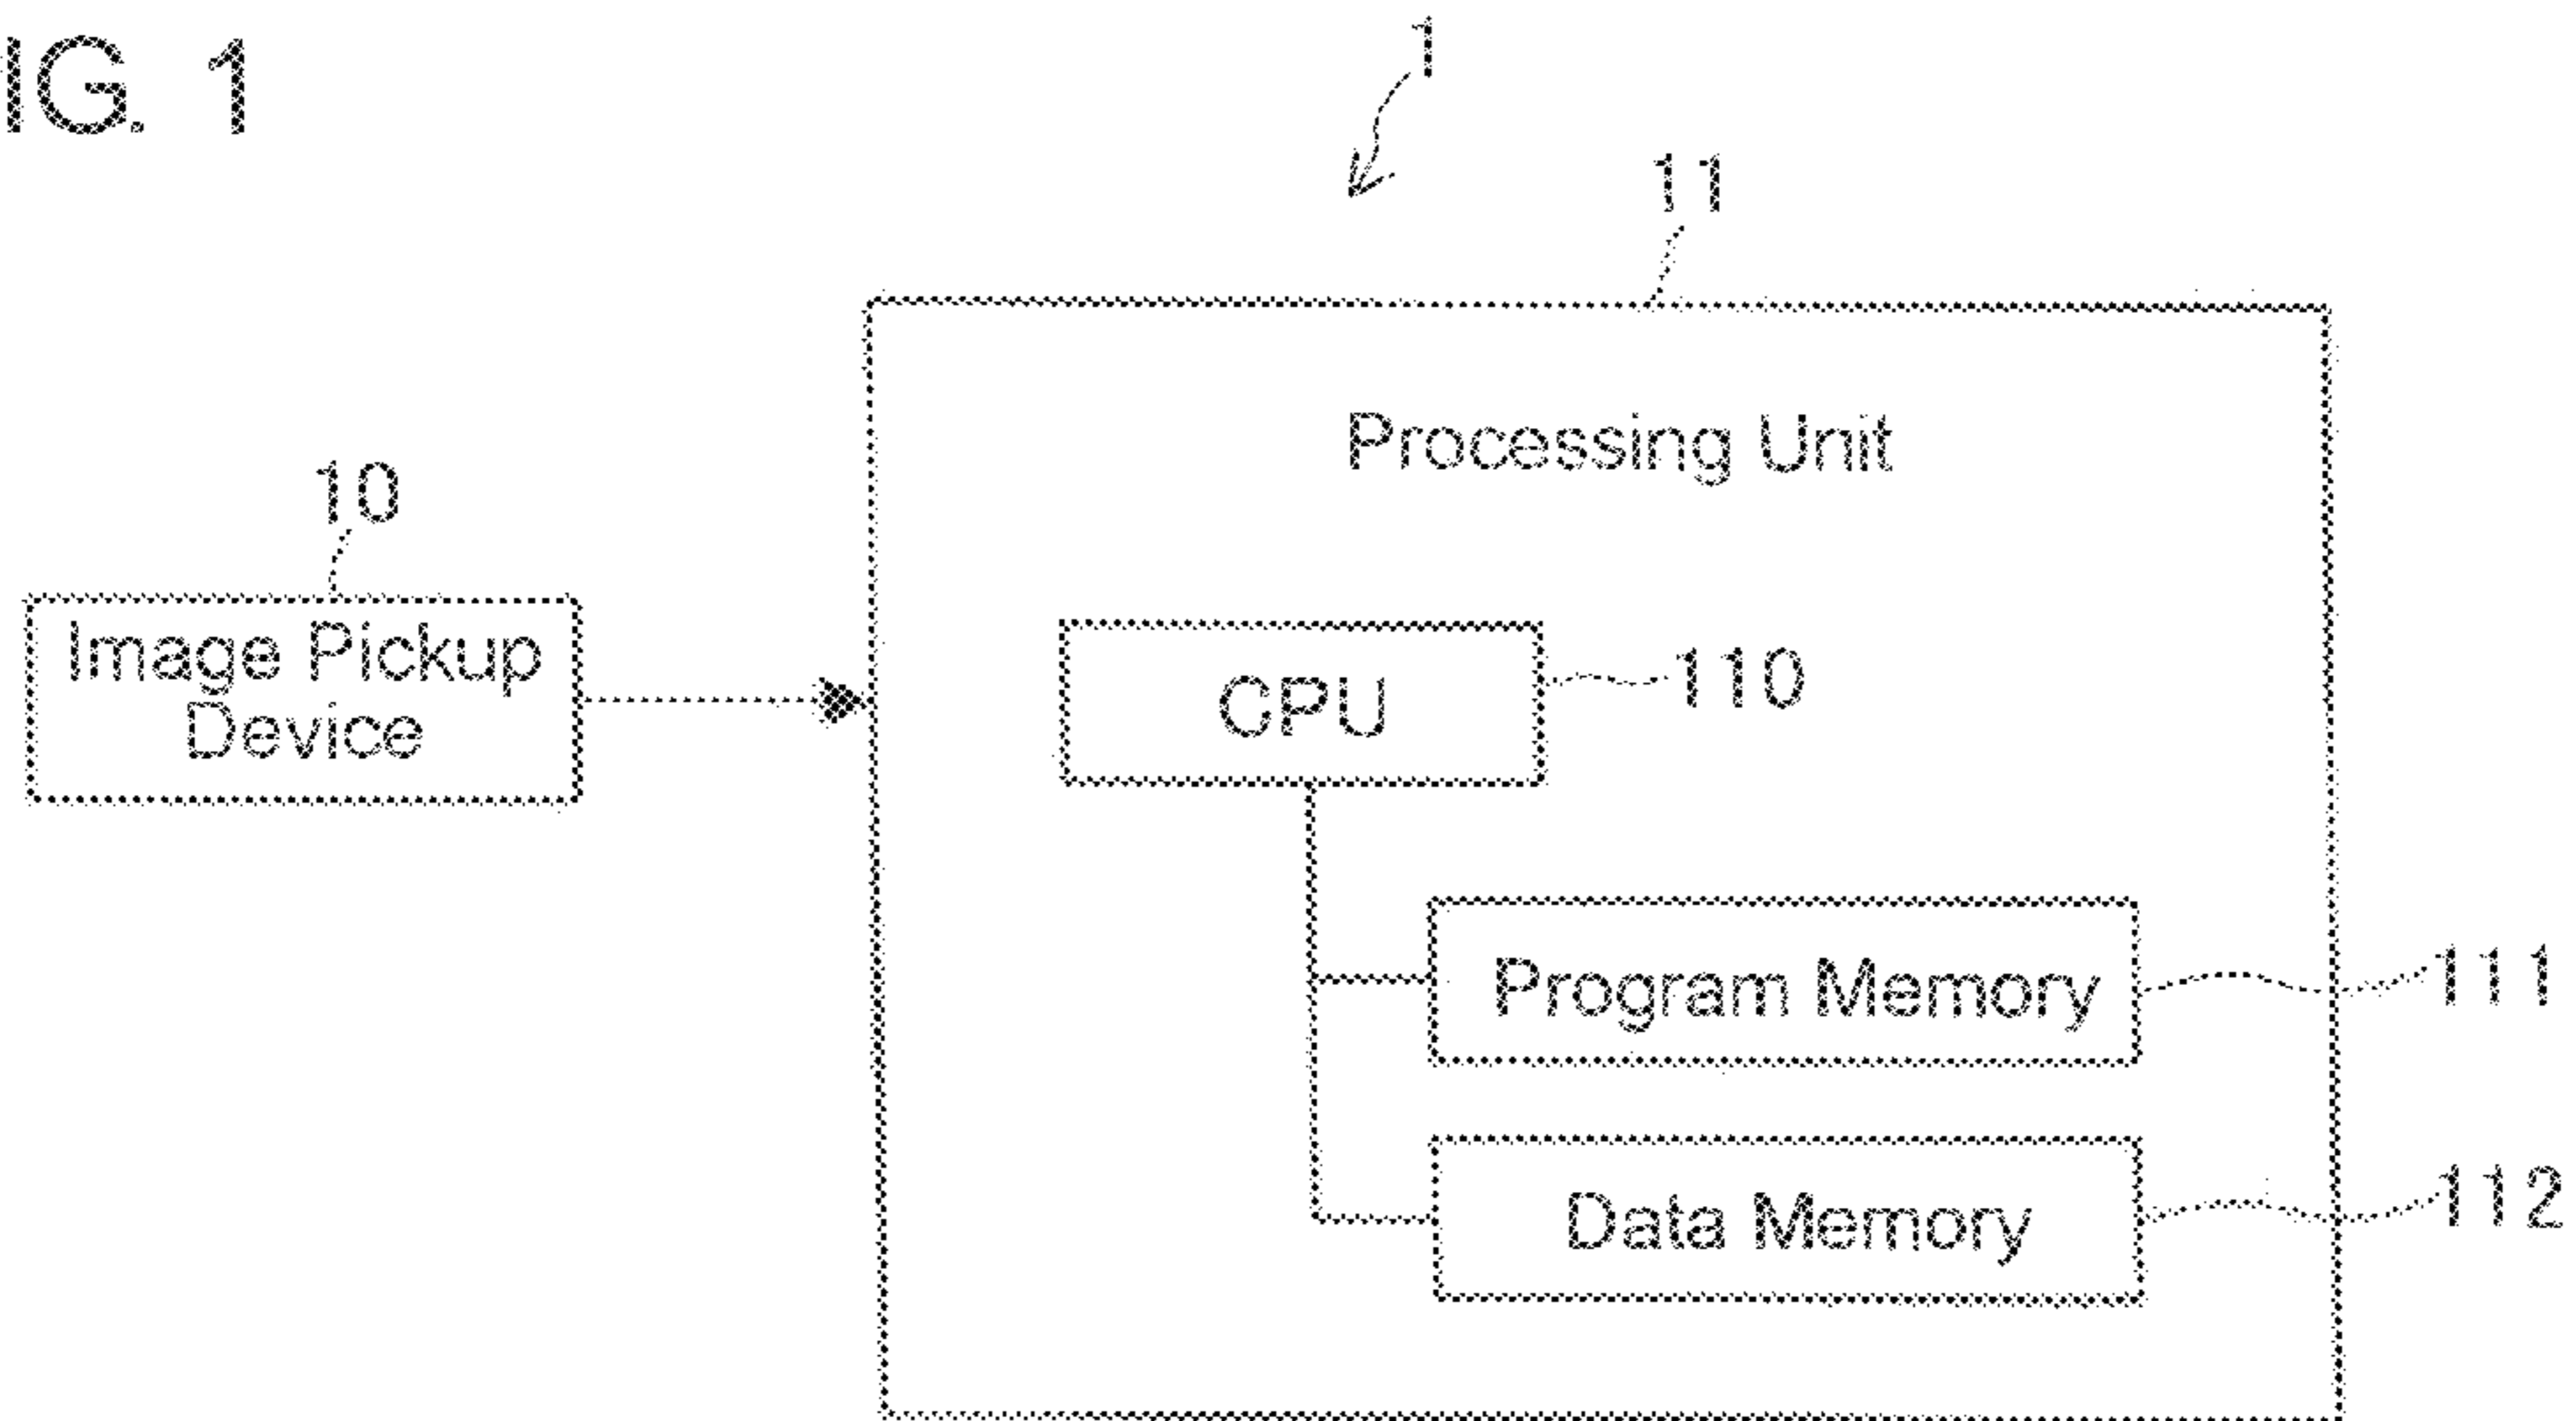 IG. 1
1
11
Processing Unit
10
Image Pickup
Device
CPU
110
Program Memory
111
Data Memory
112